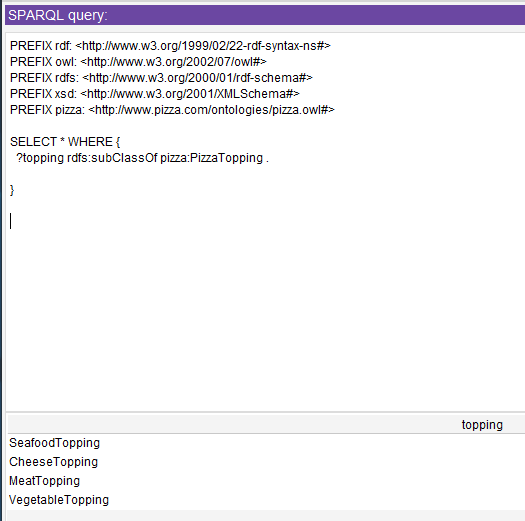 SPARQL query:
PREFIX rdf: <http://www.w3.org/1999/02/22-rdf-syntax-ns#>
PREFIX owl: <http://www.w3.org/2002/07/owl#>
PREFIX rdfs: <http://www.w3.org/2000/01/rdf-schema#>
PREFIX xsd: <http://www.w3.org/2001/XMLSchema#>
PREFIX pizza: <http://www.pizza.com/ontologies/pizza.owl#>
SELECT * WHERE {
?topping rdfs:subClassOf pizza:PizzaTopping .
}
topping
SeafoodTopping
CheeseTopping
MeatTopping
VegetableTopping